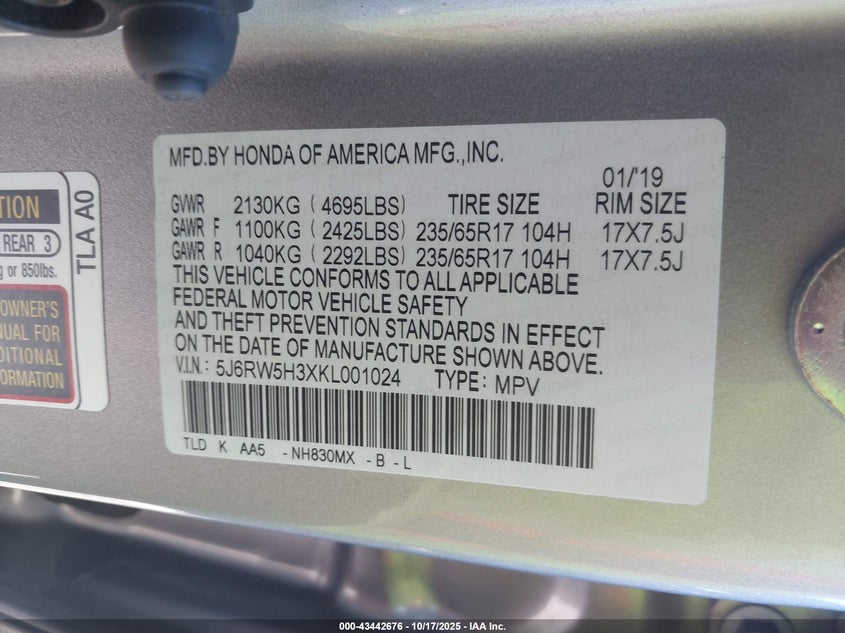 MFD.BY HONDA OF AMERICA MFG.,INC.
01/'19
GVWR 2130KG ( 4695LBS) TIRE SIZE RIM SIZE
GAWR F 1100KG ( 2425LBS) 235/65R17 104H 17X7.5J
GAWR R 1040KG ( 2292LBS) 235/65R17 104H 17X7.5J
THIS VEHICLE CONFORMS TO ALL APPLICABLE
FEDERAL MOTOR VEHICLE SAFETY
AND THEFT PREVENTION STANDARDS IN EFFECT
ON THE DATE OF MANUFACTURE SHOWN ABOVE.
V.I.N.: 5J6RW5H3XKL001024 TYPE: MPV
TLD K AA5 -NH830MX -B -L
REAR 3
or 850lbs.
OWNER'S
FOR
TLA A0
000-43442676 - 10/17/2025 - IAA Inc.